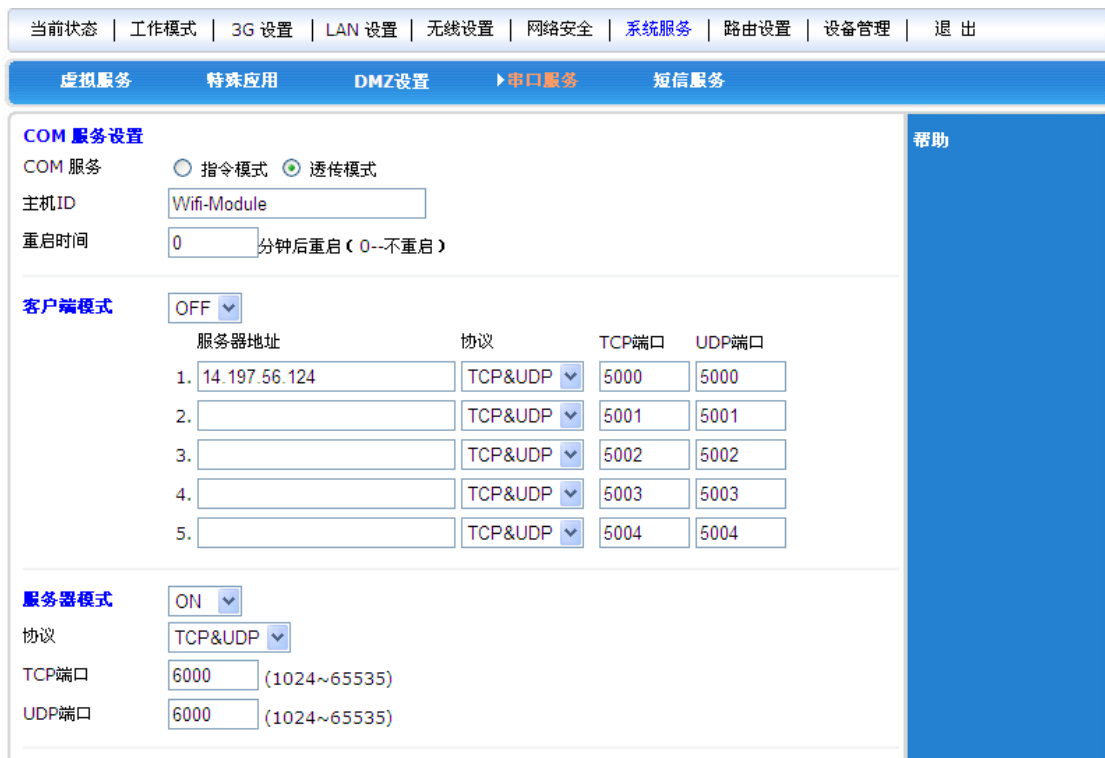 当前状态 | 工作模式 | 3G 设置 | LAN 设置 | 无线设置 | 网络安全 | 系统服务 | 路由设置 | 设备管理 | 退 出
虚拟服务 特殊应用 DMZ设置 串口服务 短信服务
COM 服务设置
帮助
COM 服务 指令模式 透传模式
主机ID Wifi-Module
重启时间 0 分钟后重启(0--不重启)
客户端模式 OFF
服务器地址 协议 TCP端口 UDP端口
1. 14.197.56.124 TCP&UDP 5000 5000
2. TCP&UDP 5001 5001
3. TCP&UDP 5002 5002
4. TCP&UDP 5003 5003
5. TCP&UDP 5004 5004
服务器模式 ON
协议 TCP&UDP
TCP端口 6000 (1024~65535)
UDP端口 6000 (1024~65535)